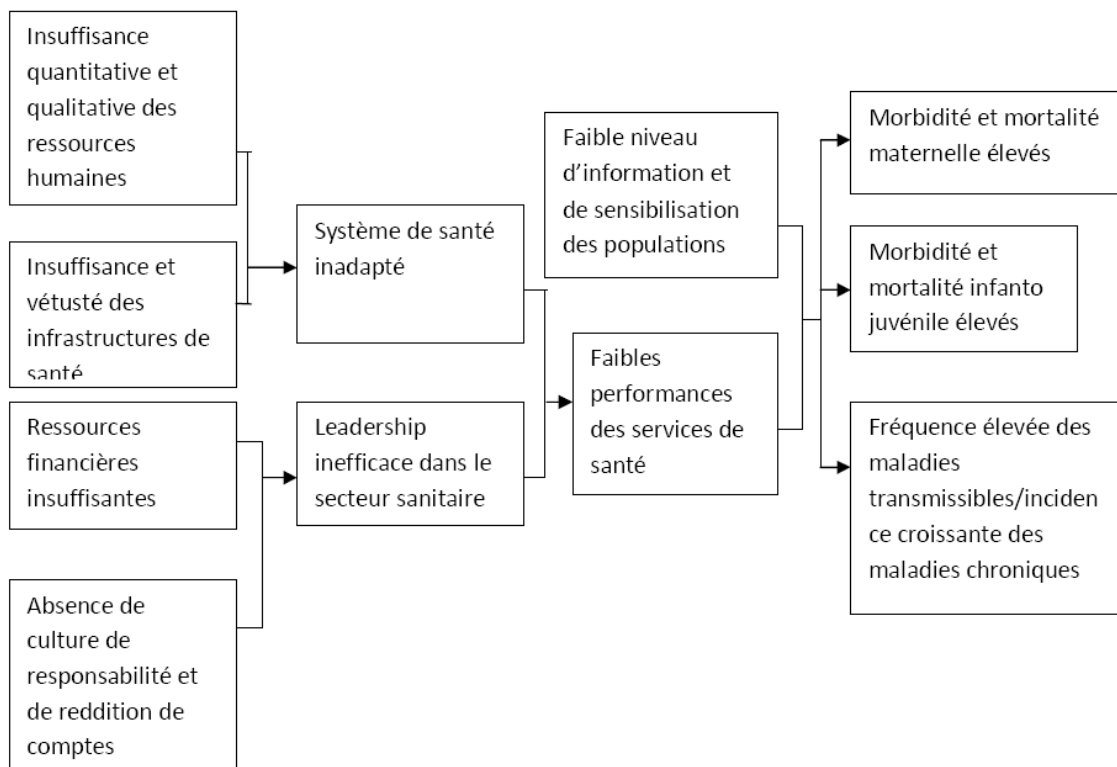 Insuffisance
quantitative et
qualitative des
ressources
humaines
Insuffisance et
vétusté des
infrastructures de
santé
Ressources
financières
insuffisantes
Absence de
culture de
responsabilité et
de reddition de
comptes
Système de santé
inadapté
Leadership
inefficace dans le
secteur sanitaire
Faible niveau
d’information et
de sensibilisation
des populations
Faibles
performances
des services de
santé
Morbidité et mortalité
maternelle élevés
Morbidité et
mortalité infanto
juvénile élevés
Fréquence élevée des
maladies
transmissibles/inciden
ce croissante des
maladies chroniques